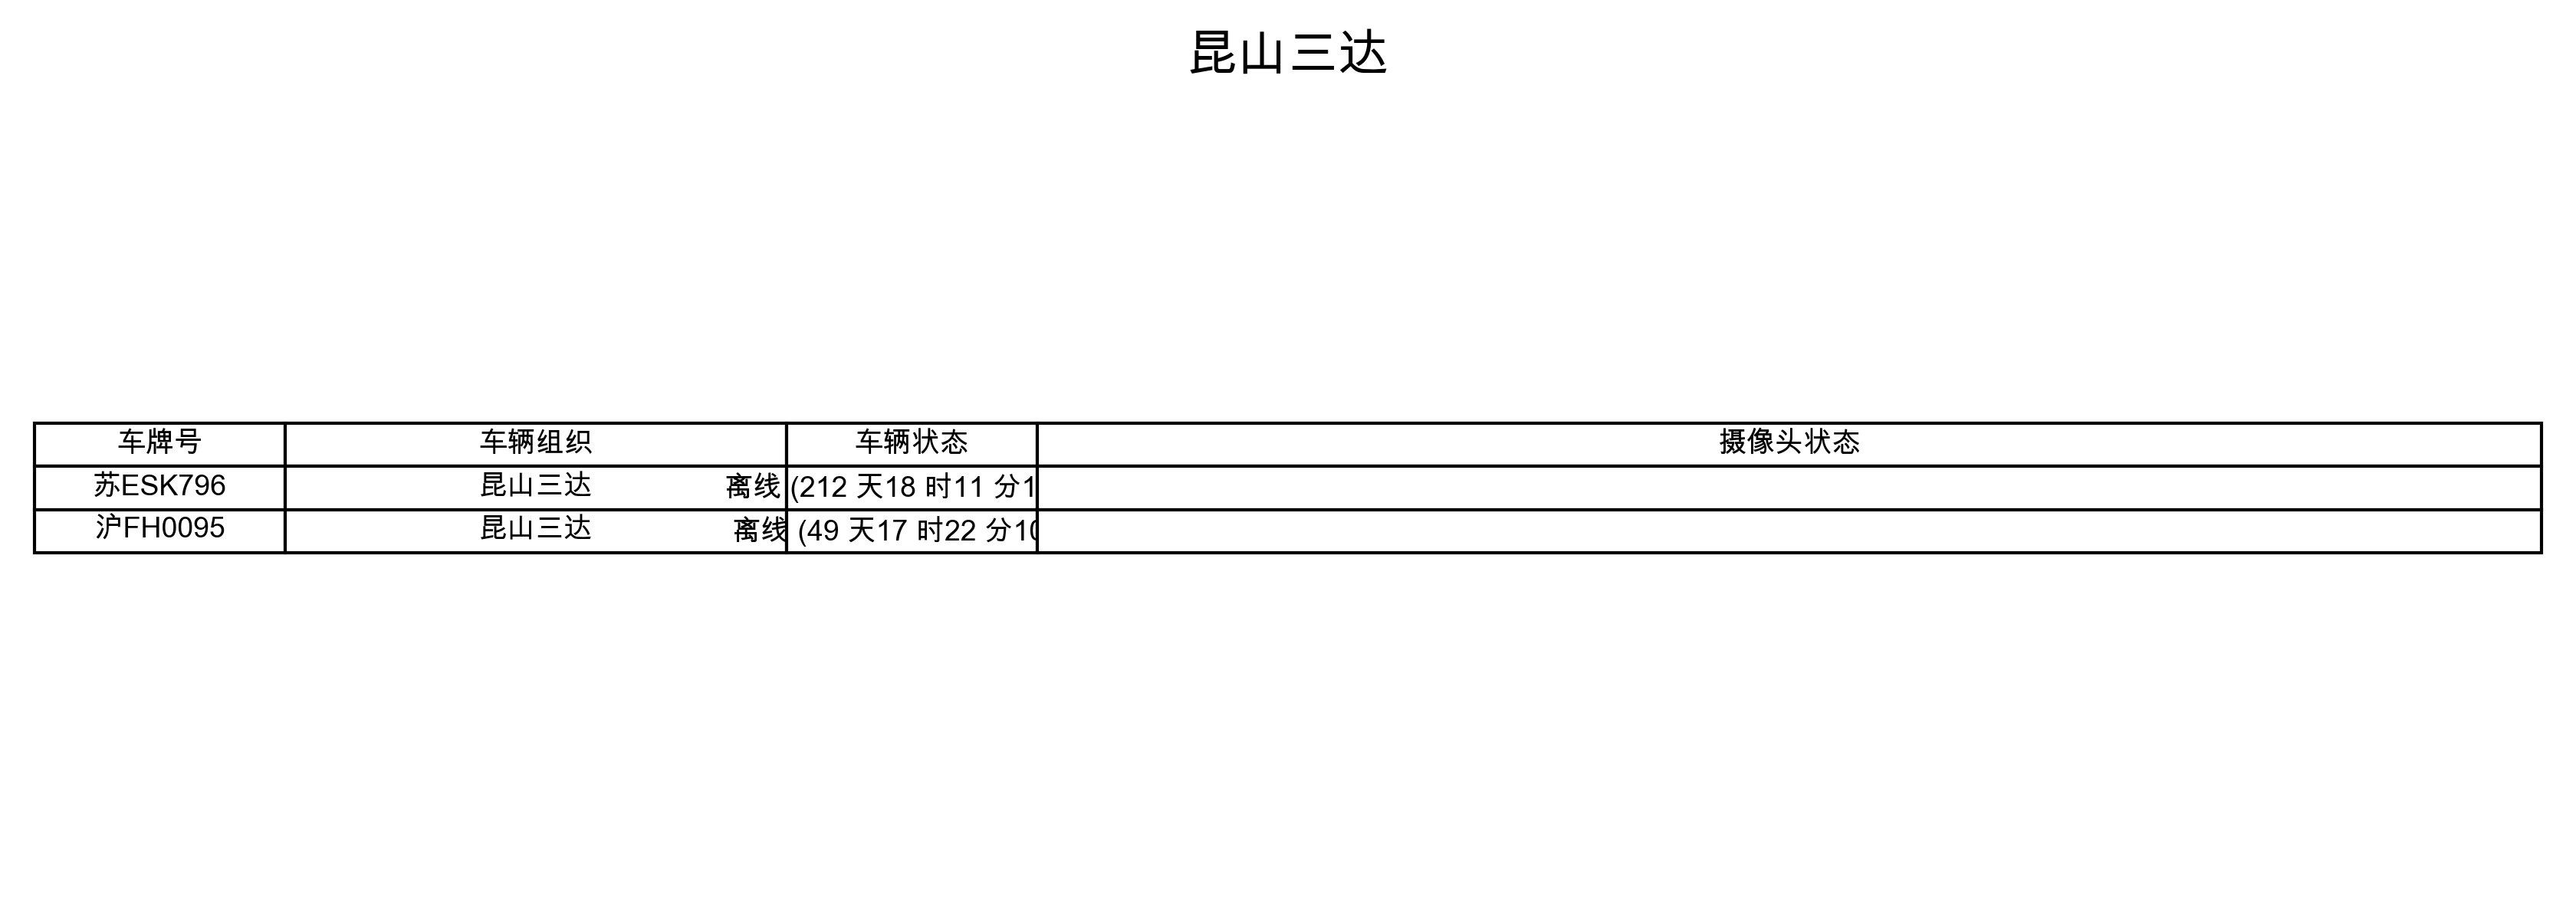 昆山三达
车牌号 车辆组织 车辆状态 摄像头状态
苏ESK796 昆山三达 离线 (212 天18 时11 分1
沪FH0095 昆山三达 离线 (49 天17 时22 分10